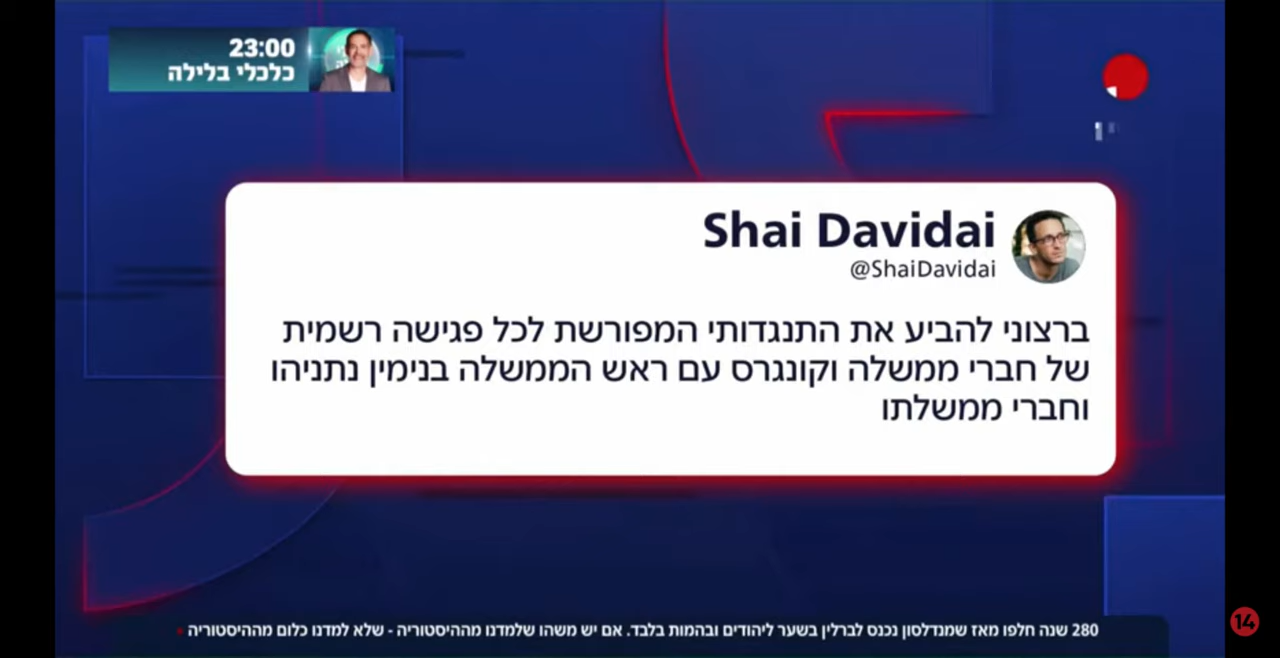 23:00
כלכלי בלילה
Shai Davidai
@ShaiDavidai
ברצוני להביע את התנגדותי המפורשת לכל פגישה רשמית
של חברי ממשלה וקונגרס עם ראש הממשלה בנימין נתניהו
וחברי ממשלתו
280 שנה חלפו מאז שמנדלסון נכנס לברלין בשער ליהודים ובהמות בלבד. אם יש משהו שלמדנו מההיסטוריה - שלא למדנו כלום מההיסטוריה
14